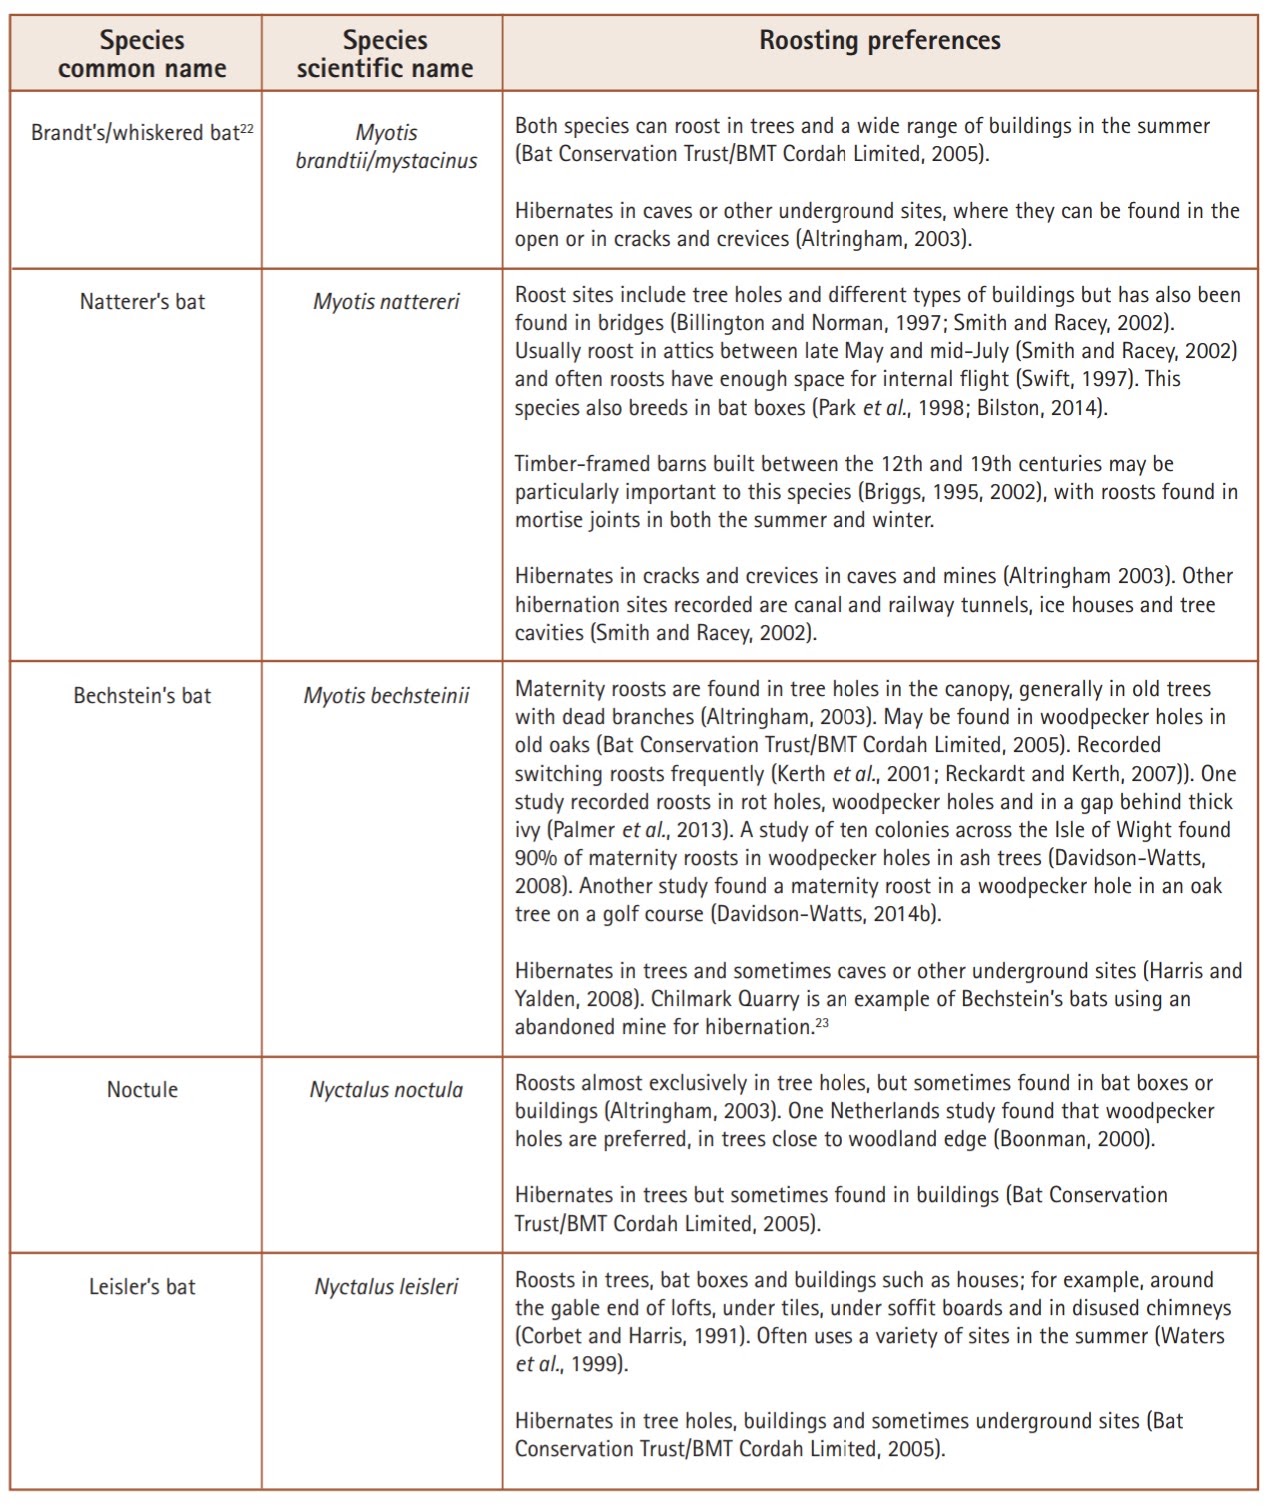 Species
common name
Species
scientific name
Roosting preferences
Brandt's/whiskered bat²²
Myotis
brandtii/mystacinus
Both species can roost in trees and a wide range of buildings in the summer
(Bat Conservation Trust/BMT Cordah Limited, 2005).
Hibernates in caves or other underground sites, where they can be found in the
open or in cracks and crevices (Altringham, 2003).
Natterer's bat
Myotis nattereri
Roost sites include tree holes and different types of buildings but has also been
found in bridges (Billington and Norman, 1997; Smith and Racey, 2002).
Usually roost in attics between late May and mid-July (Smith and Racey, 2002)
and often roosts have enough space for internal flight (Swift, 1997). This
species also breeds in bat boxes (Park et al., 1998; Bilston, 2014).
Timber-framed barns built between the 12th and 19th centuries may be
particularly important to this species (Briggs, 1995, 2002), with roosts found in
mortise joints in both the summer and winter.
Hibernates in cracks and crevices in caves and mines (Altringham 2003). Other
hibernation sites recorded are canal and railway tunnels, ice houses and tree
cavities (Smith and Racey, 2002).
Bechstein's bat
Myotis bechsteinii
Maternity roosts are found in tree holes in the canopy, generally in old trees
with dead branches (Altringham, 2003). May be found in woodpecker holes in
old oaks (Bat Conservation Trust/BMT Cordah Limited, 2005). Recorded
switching roosts frequently (Kerth et al., 2001; Reckardt and Kerth, 2007)). One
study recorded roosts in rot holes, woodpecker holes and in a gap behind thick
ivy (Palmer et al., 2013). A study of ten colonies across the Isle of Wight found
90% of maternity roosts in woodpecker holes in ash trees (Davidson-Watts,
2008). Another study found a maternity roost in a woodpecker hole in an oak
tree on a golf course (Davidson-Watts, 2014b).
Hibernates in trees and sometimes caves or other underground sites (Harris and
Yalden, 2008). Chilmark Quarry is an example of Bechstein's bats using an
abandoned mine for hibernation.²³
Noctule
Nyctalus noctula
Roosts almost exclusively in tree holes, but sometimes found in bat boxes or
buildings (Altringham, 2003). One Netherlands study found that woodpecker
holes are preferred, in trees close to woodland edge (Boonman, 2000).
Hibernates in trees but sometimes found in buildings (Bat Conservation
Trust/BMT Cordah Limited, 2005).
Leisler's bat
Nyctalus leisleri
Roosts in trees, bat boxes and buildings such as houses; for example, around
the gable end of lofts, under tiles, under soffit boards and in disused chimneys
(Corbet and Harris, 1991). Often uses a variety of sites in the summer (Waters
et al., 1999).
Hibernates in tree holes, buildings and sometimes underground sites (Bat
Conservation Trust/BMT Cordah Limited, 2005).